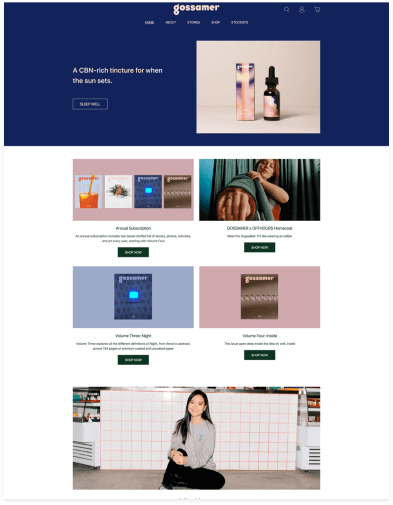 gossamer
HOME ABOUT STORIES SHOP STOCKISTS
A CBN-rich tincture for when
the sun sets.
SLEEP WELL
gossamer
Annual Subscription
An annual subscription includes two issues stuffed full of stories, photos, activities,
and art every year, starting with Volume Four.
SHOP NOW
GOSSAMER x OFFHOURS Homecoat
Meet the Dopewear. It's like wearing an edible.
SHOP NOW
gossamer
Volume Three: Night
Volume Three explores all the different definitions of Night, from literal to abstract,
across 144 pages of premium coated and uncoated paper
SHOP NOW
gossamer
Volume Four: Inside
This issue goes deep inside the idea of, well, inside
SHOP NOW